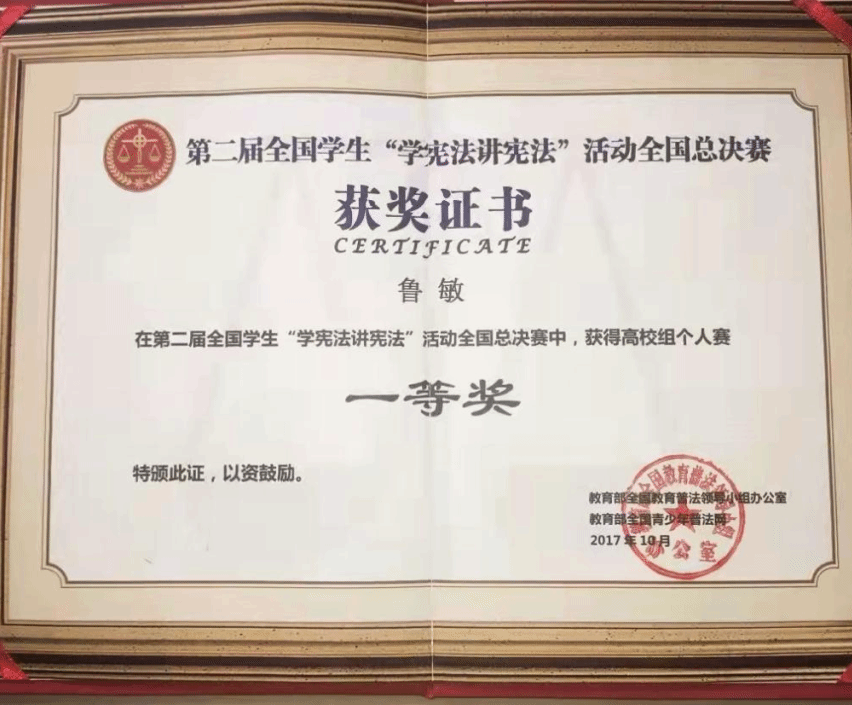 第二届全国学生“学宪法讲宪法”活动全国总决赛
获奖证书
CERTIFICATE
鲁敏
在第二届全国学生“学宪法讲宪法”活动全国总决赛中，获得高校组个人赛
一等奖
特颁此证，以资鼓励。
教育部全国教育普法领导小组办公室
教育部全国青少年普法网
2017年10月
办公室